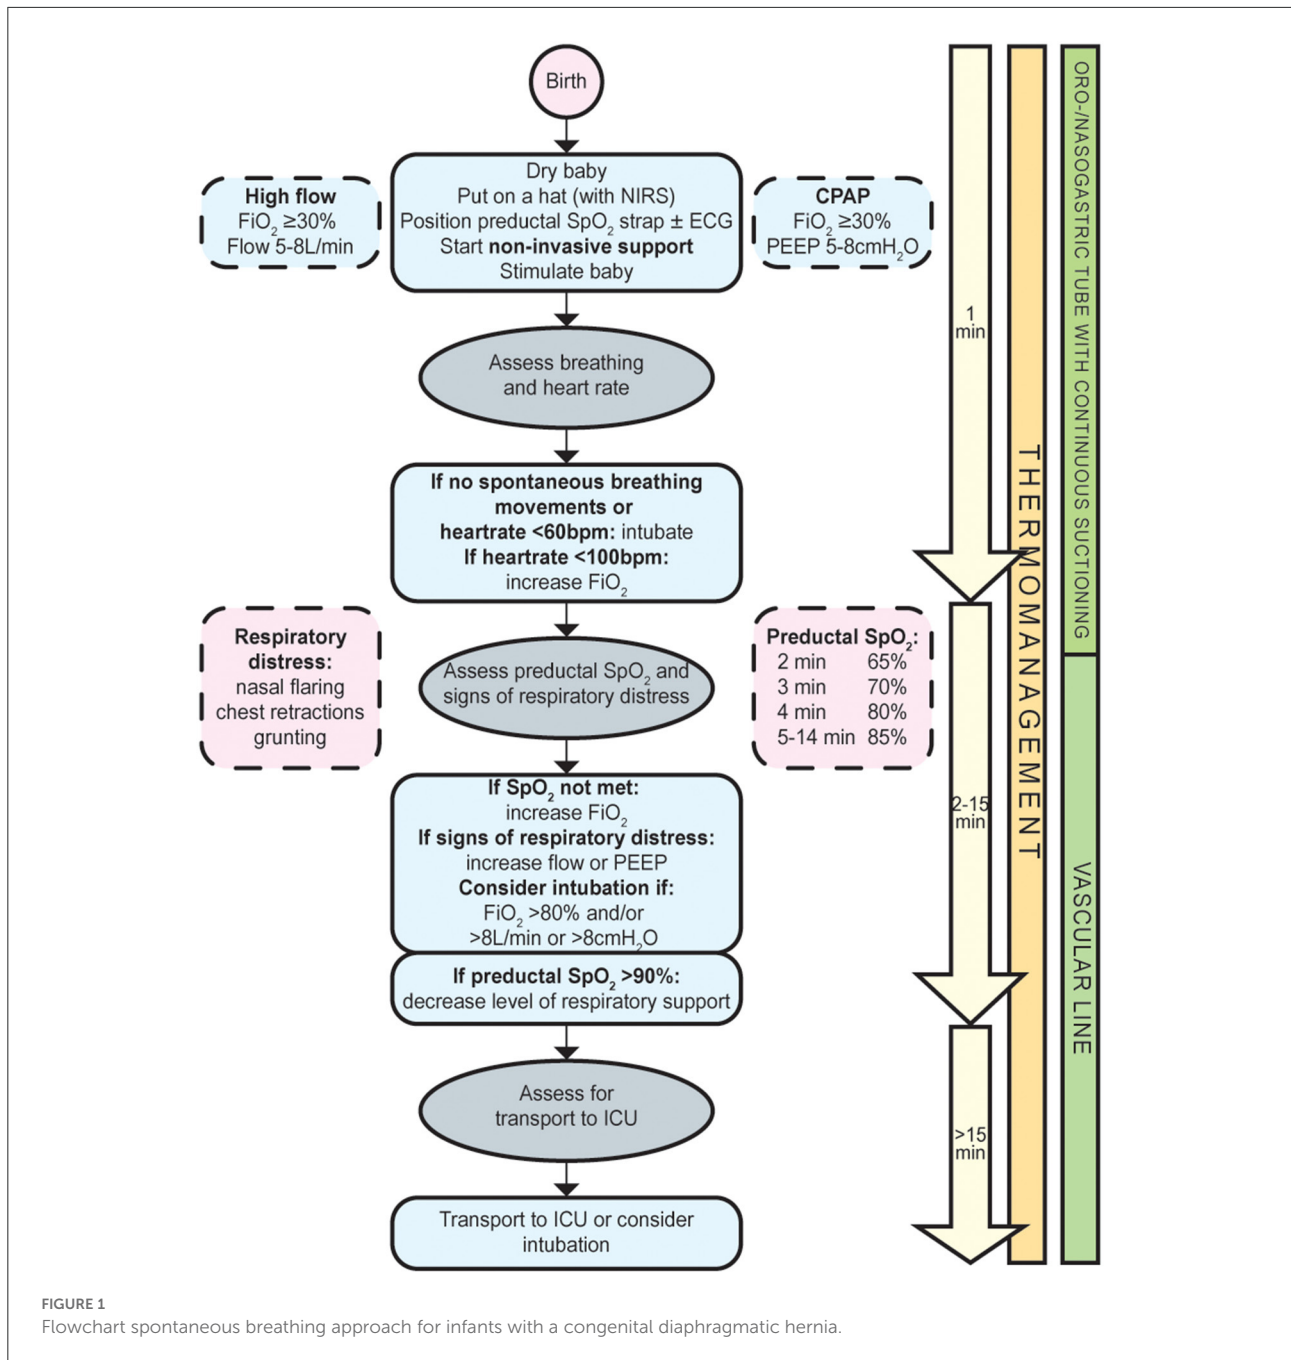 Birth
Dry baby
Put on a hat (with NIRS)
Position preductal SpO₂ strap ± ECG
Start non-invasive support
Stimulate baby
High flow
FiO₂ ≥30%
Flow 5-8L/min
CPAP
FiO₂ ≥30%
PEEP 5-8cmH₂O
Assess breathing
and heart rate
If no spontaneous breathing
movements or
heartrate <60bpm: intubate
If heartrate <100bpm:
increase FiO₂
Respiratory
distress:
nasal flaring
chest retractions
grunting
Assess preductal SpO₂ and
signs of respiratory distress
Preductal SpO₂:
2 min 65%
3 min 70%
4 min 80%
5-14 min 85%
If SpO₂ not met:
increase FiO₂
If signs of respiratory distress:
increase flow or PEEP
Consider intubation if:
FiO₂ >80% and/or
>8L/min or >8cmH₂O
If preductal SpO₂ >90%:
decrease level of respiratory support
Assess for
transport to ICU
Transport to ICU or consider
intubation
1
min
2-15
min
>15
min
THERMOMANAGEMENT
ORO-/NASOGASTRIC TUBE WITH CONTINUOUS SUCTIONING
VASCULAR LINE
FIGURE 1
Flowchart spontaneous breathing approach for infants with a congenital diaphragmatic hernia.